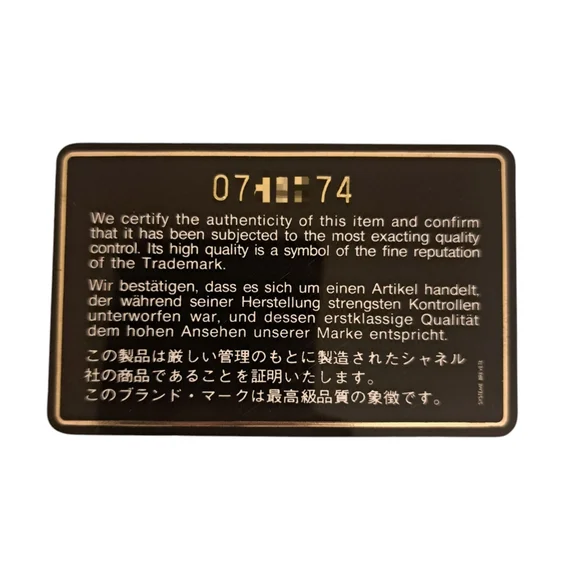 07 74
We certify the authenticity of this item and confirm
that it has been subjected to the most exacting quality
control. Its high quality is a symbol of the fine reputation
of the Trademark.
Wir bestätigen, dass es sich um einen Artikel handelt,
der während seiner Herstellung strengsten Kontrollen
unterworfen war, und dessen erstklassige Qualität
dem hohen Ansehen unserer Marke entspricht.
この製品は厳しい管理のもとに製造されたシャネル
社の商品であることを証明いたします。
このブランド・マークは最高級品質の象徴です。